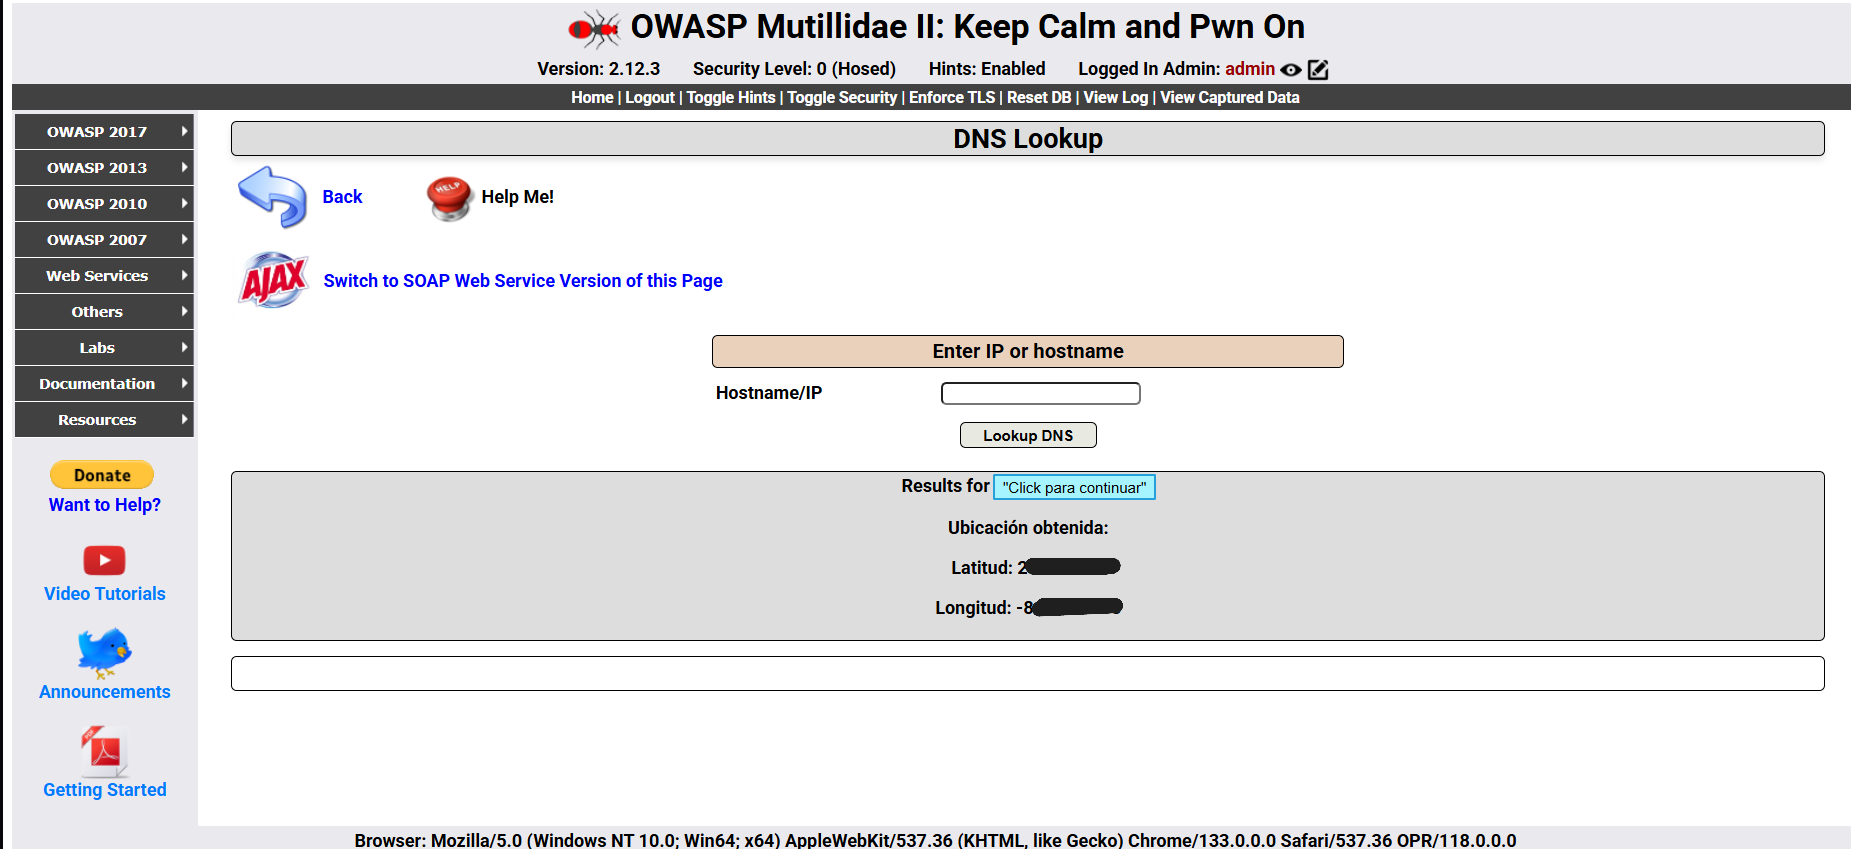 OWASP Mutillidae II: Keep Calm and Pwn On
Version: 2.12.3 Security Level: 0 (Hosed) Hints: Enabled Logged In Admin: admin
Home | Logout | Toggle Hints | Toggle Security | Enforce TLS | Reset DB | View Log | View Captured Data
OWASP 2017
OWASP 2013
OWASP 2010
OWASP 2007
Web Services
Others
Labs
Documentation
Resources
Donate
Want to Help?
Video Tutorials
Announcements
PDF
Getting Started
DNS Lookup
Back
HELP
Help Me!
AJAX
Switch to SOAP Web Service Version of this Page
Enter IP or hostname
Hostname/IP
Lookup DNS
Results for "Click para continuar"
Ubicación obtenida:
Latitud: 2
Longitud: -8
Browser: Mozilla/5.0 (Windows NT 10.0; Win64; x64) AppleWebKit/537.36 (KHTML, like Gecko) Chrome/133.0.0.0 Safari/537.36 OPR/118.0.0.0